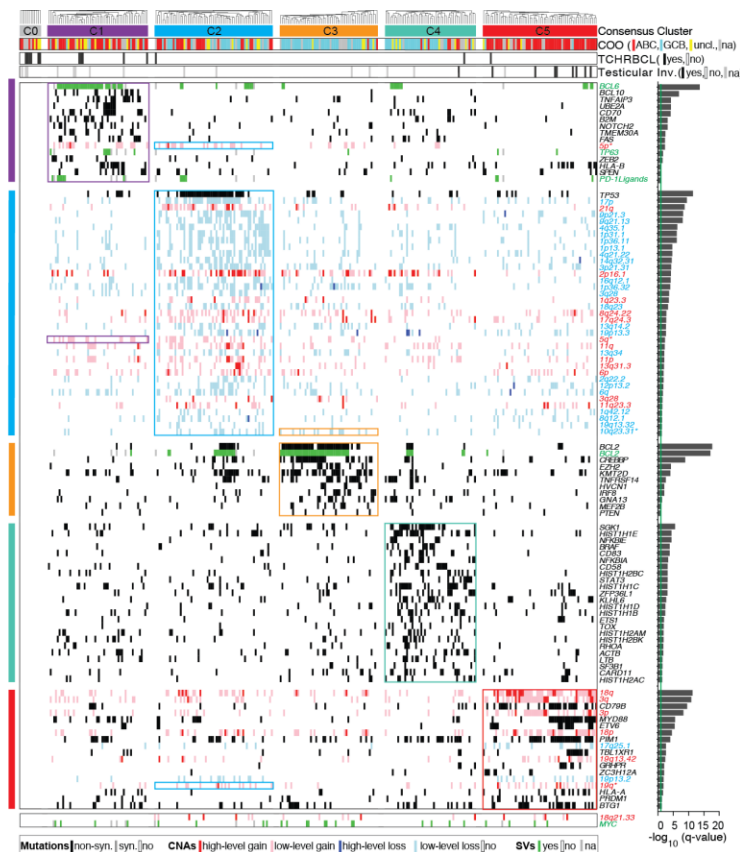 C0 C1 C2 C3 C4 C5 Consensus Cluster
COO (ABC, GCB, uncl., na)
TCHRBCL(yes, no)
Testicular Inv.(yes, no, na
BCL6
BCL10
TNFAIP3
UBE2A
CD70
B2M
NOTCH2
TMEM30A
FAS
5p*
TP63
ZEB2
HLA-B
SPEN
PD-1Ligands
TP53
17p
21q
9p21.3
9q21.13
4q35.1
1p31.1
1p36.11
1p13.1
4q21.22
14q32.31
3p21.31
2p16.1
16q12.1
1p36.32
3q28
1q23.3
18q23
8q24.22
17q24.3
13q14.2
19p13.3
5q*
11q
13q34
11p
13q31.3
6p
2q22.2
12p13.2
6q
3q28
11q23.3
1q42.12
8q12.1
19q13.32
10q23.31*
BCL2
BCL2
CREBBP
EZH2
KMT2D
TNFRSF14
HVCN1
IRF8
GNA13
MEF2B
PTEN
SGK1
HIST1H1E
NFKBIE
BRAF
CD83
NFKBIA
CD58
HIST1H2BC
STAT3
HIST1H1C
ZFP36L1
KLHL6
HIST1H1D
HIST1H1B
ETS1
TOX
HIST1H2AM
HIST1H2BK
RHOA
ACTB
LTB
SF3B1
CARD11
HIST1H2AC
18q
3q
CD79B
3p
MYD88
ETV6
18p
PIM1
17q25.1
TBL1XR1
19q13.42
GRHPR
ZC3H12A
19p13.2
19q*
HLA-A
PRDM1
BTG1
18q21.33
MYC
0 5 10 15 20
-log10 (q-value)
Mutations non-syn. syn. no CNAs high-level gain low-level gain high-level loss low-level loss no SVs yes no na